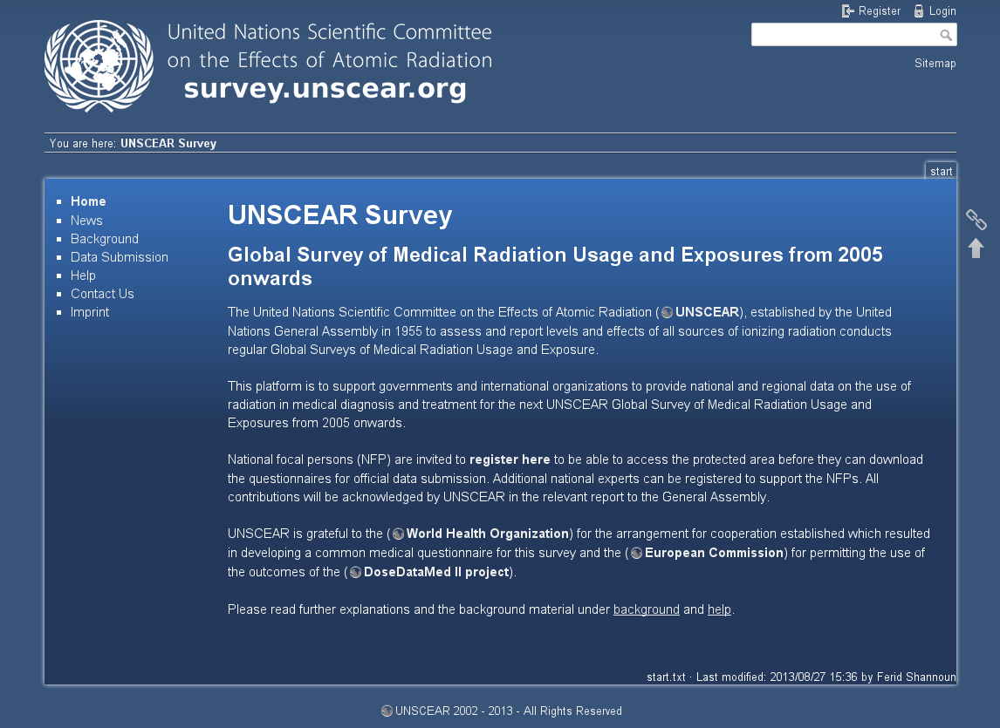 Register Login
United Nations Scientific Committee
on the Effects of Atomic Radiation
survey.unscear.org
Sitemap
You are here: UNSCEAR Survey
start
Home
News
Background
Data Submission
Help
Contact Us
Imprint
UNSCEAR Survey
Global Survey of Medical Radiation Usage and Exposures from 2005
onwards
The United Nations Scientific Committee on the Effects of Atomic Radiation (UNSCEAR), established by the United
Nations General Assembly in 1955 to assess and report levels and effects of all sources of ionizing radiation conducts
regular Global Surveys of Medical Radiation Usage and Exposure.
This platform is to support governments and international organizations to provide national and regional data on the use of
radiation in medical diagnosis and treatment for the next UNSCEAR Global Survey of Medical Radiation Usage and
Exposures from 2005 onwards.
National focal persons (NFP) are invited to register here to be able to access the protected area before they can download
the questionnaires for official data submission. Additional national experts can be registered to support the NFPs. All
contributions will be acknowledged by UNSCEAR in the relevant report to the General Assembly.
UNSCEAR is grateful to the (World Health Organization) for the arrangement for cooperation established which resulted
in developing a common medical questionnaire for this survey and the (European Commission) for permitting the use of
the outcomes of the (DoseDataMed II project).
Please read further explanations and the background material under background and help.
start.txt · Last modified: 2013/08/27 15:36 by Ferid Shannoun
UNSCEAR 2002 - 2013 - All Rights Reserved